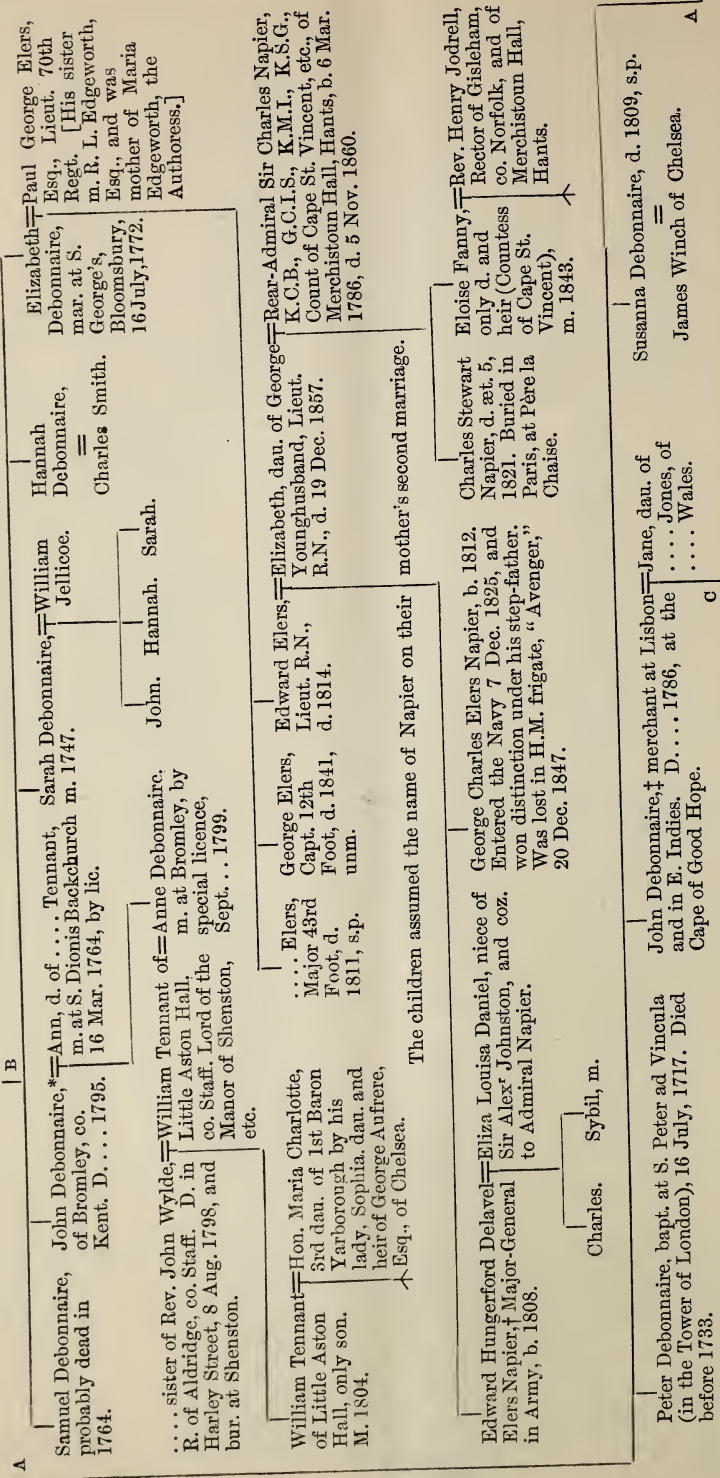 A
B
Samuel Debonnaire,
probably dead in
1764.
John Debonnaire,*=Ann, d. of .... Tennant,
of Bromley, co.
Kent. D.... 1795.
m. at S. Dionis Backchurch
16 Mar. 1764, by lic.
Sarah Debonnaire,=William
m. 1747.
Jellicoe.
Hannah
Debonnaire,
=
Charles Smith.
Elizabeth=Paul George Elers,
Debonnaire,
mar. at S.
George's,
Bloomsbury,
16 July, 1772.
Esq., Lieut. 70th
Regt. [His sister
m. R. L. Edgeworth,
Esq., and was
mother of Maria
Edgeworth, the
Authoress.]
John. Hannah. Sarah.
.... sister of Rev. John Wylde,=William Tennant of=Anne Debonnaire.
R. of Aldridge, co. Staff. D. in
Harley Street, 8 Aug. 1798, and
bur. at Shenston.
Little Aston Hall.
co. Staff. Lord of the
Manor of Shenston,
etc.
m. at Bromley, by
special licence,
Sept... 1799.
William Tennant=Hon. Maria Charlotte,
of Little Aston
Hall, only son.
M. 1804.
3rd dau. of 1st Baron
Yarborough by his
lady, Sophia. dau. and
heir of George Aufrere,
Esq., of Chelsea.
.... Elers,
Major 43rd
Foot, d.
1811, s.p.
George Elers,
Capt. 12th
Foot, d. 1841,
unm.
Edward Elers,=Elizabeth, dau. of George=Rear-Admiral Sir Charles Napier,
Lieut. R.N.,
d. 1814.
Younghusband, Lieut.
R.N., d. 19 Dec. 1857.
K.C.B., G.C.I.S., K.M.I., K.S.G.,
Count of Cape St. Vincent, etc., of
Merchistoun Hall, Hants, b. 6 Mar.
1786, d. 5 Nov. 1860.
The children assumed the name of Napier on their mother's second marriage.
Edward Hungerford Delavel=Eliza Louisa Daniel, niece of
Elers Napier,† Major-General
in Army, b. 1808.
Sir Alexr Johnston, and coz.
to Admiral Napier.
George Charles Elers Napier, b. 1812.
Entered the Navy 7 Dec. 1825, and
won distinction under his step-father.
Was lost in H.M. frigate, "Avenger,"
20 Dec. 1847.
Charles Stewart
Napier, d. æt. 5,
1821. Buried in
Paris, at Père la
Chaise.
Eloise Fanny,=Rev. Henry Jodrell,
only d. and
heir (Countess
of Cape St.
Vincent),
m. 1843.
Rector of Gisleham,
co. Norfolk, and of
Merchistoun Hall,
Hants.
Charles. Sybil, m.
Peter Debonnaire, bapt. at S. Peter ad Vincula
(in the Tower of London), 16 July, 1717. Died
before 1733.
John Debonnaire,‡ merchant at Lisbon=Jane, dau. of
and in E. Indies. D.... 1786, at the
Cape of Good Hope.
.... Jones, of
.... Wales.
C
Susanna Debonnaire, d. 1809, s.p.
=
James Winch of Chelsea.
A